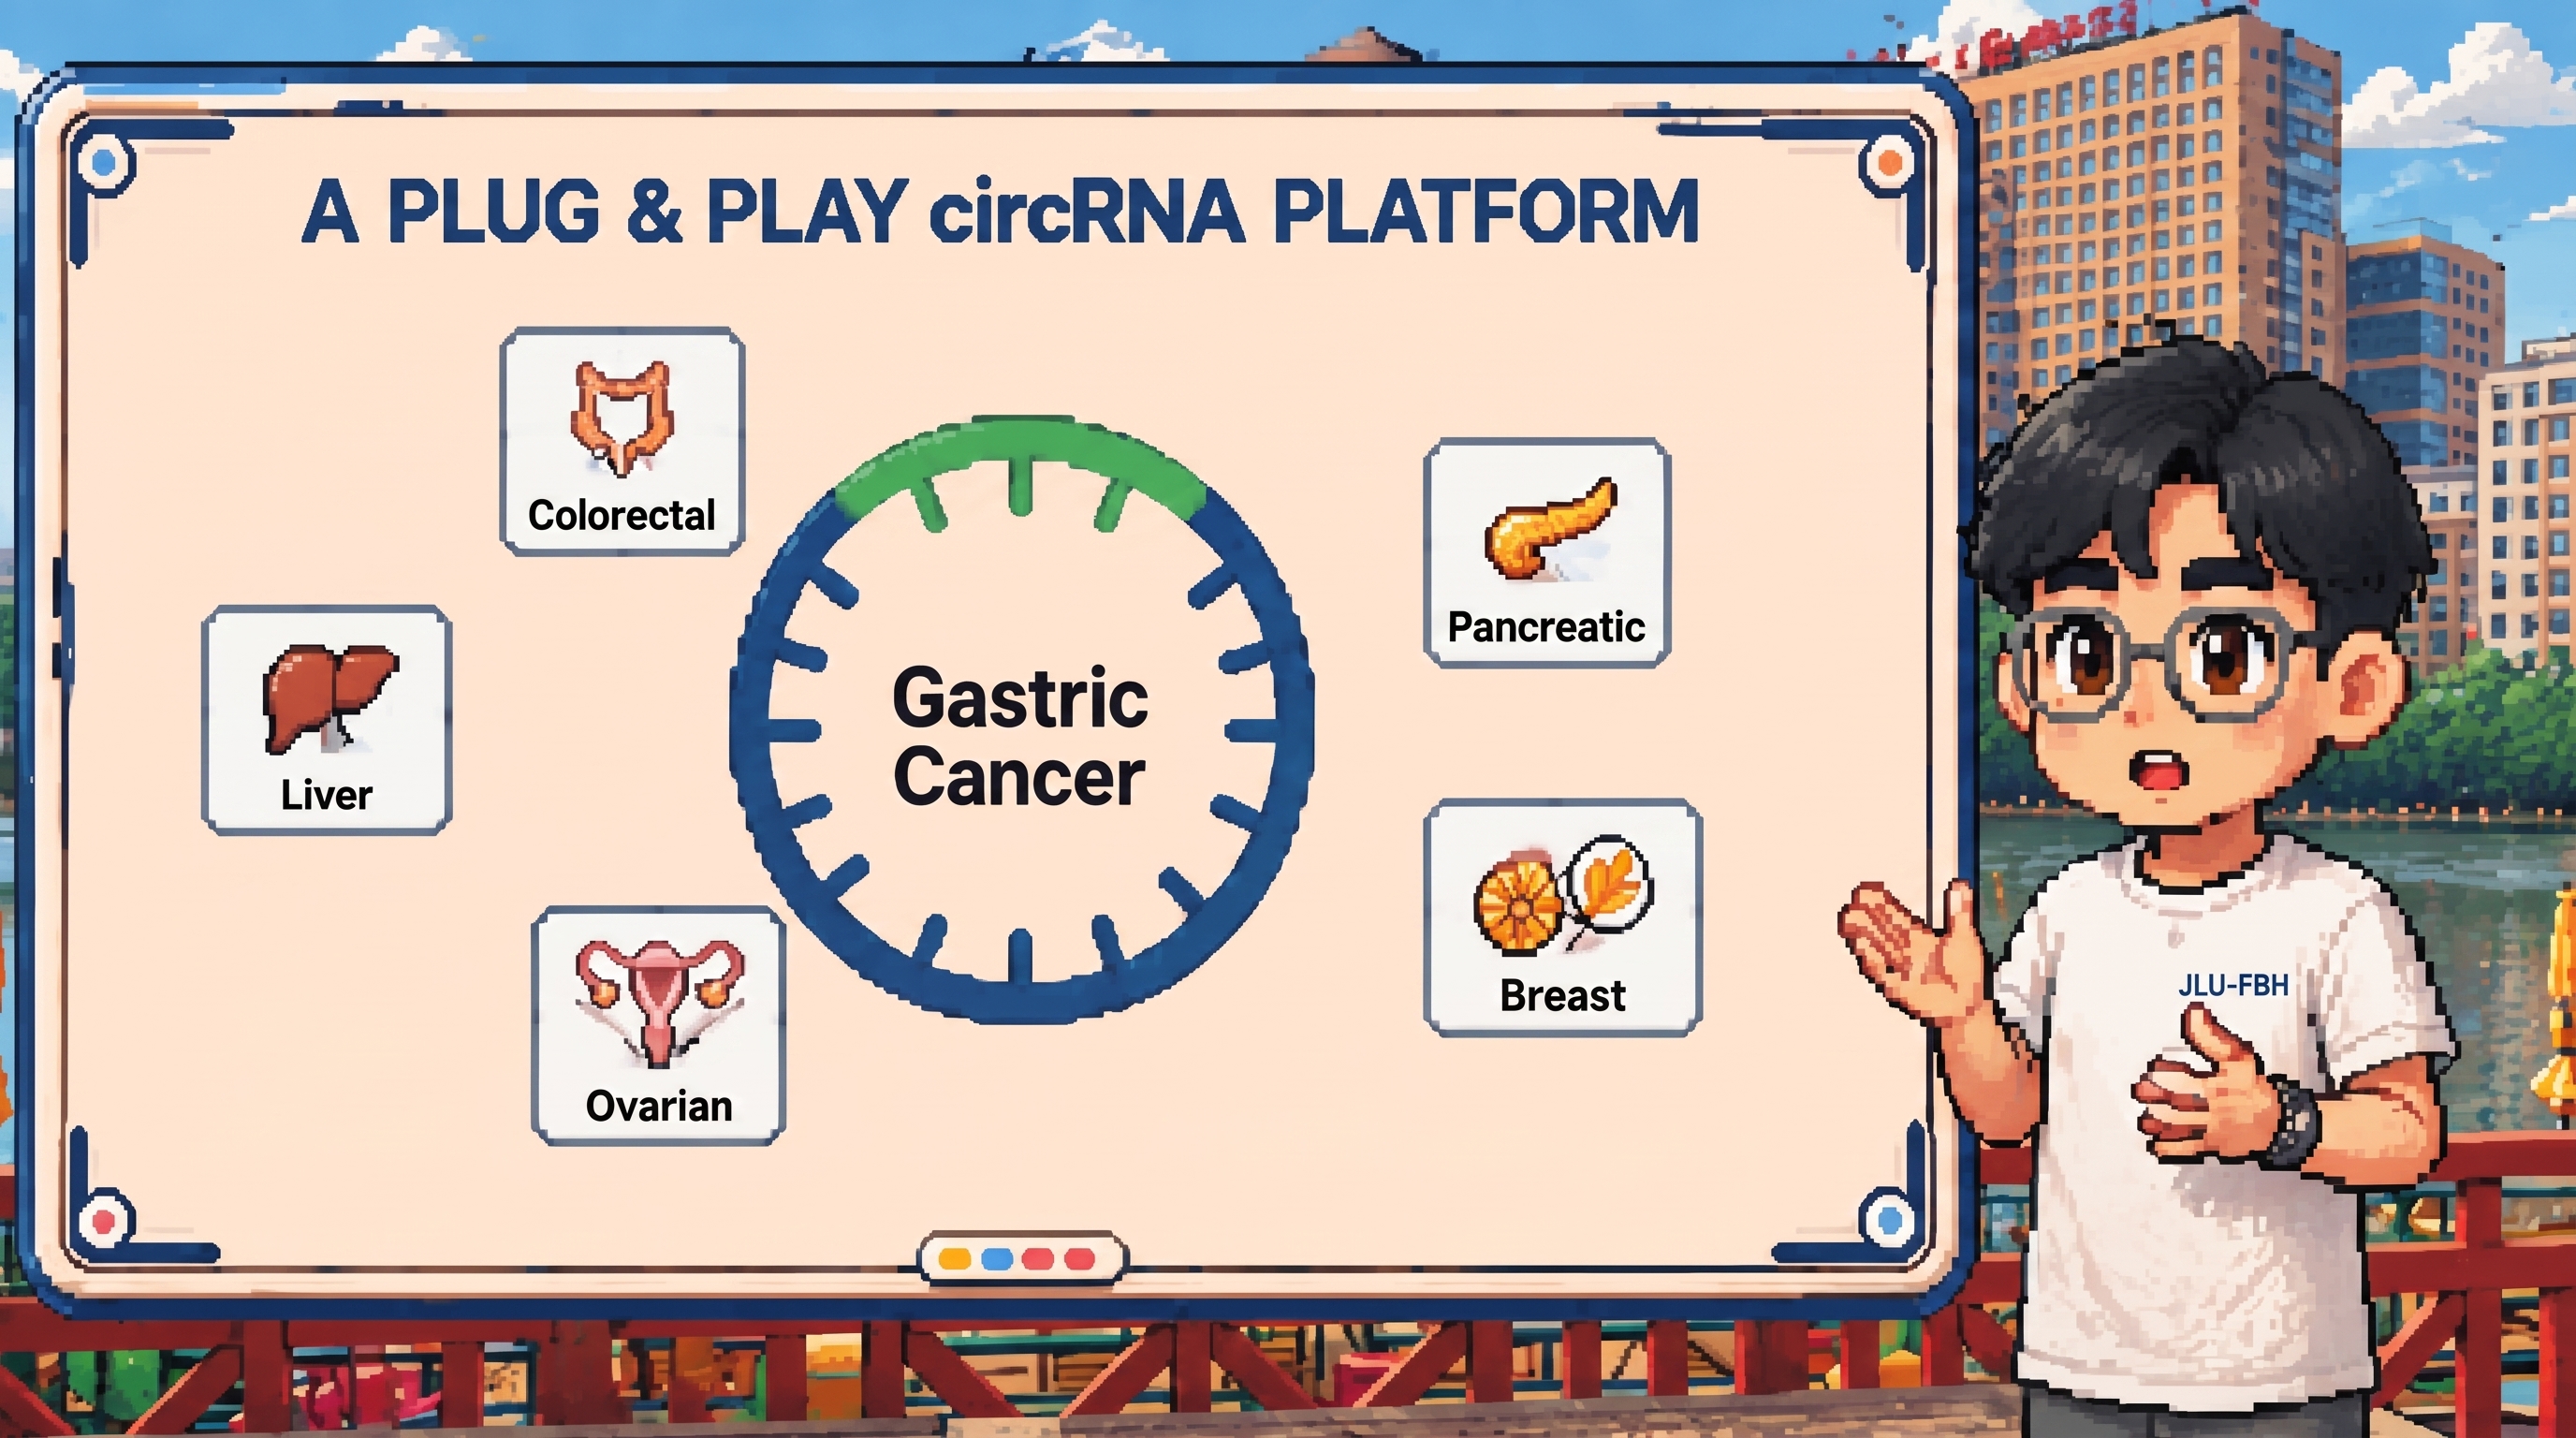 A PLUG & PLAY circRNA PLATFORM
Colorectal
Pancreatic
Liver
Gastric
Cancer
Breast
Ovarian
JLU-FBH